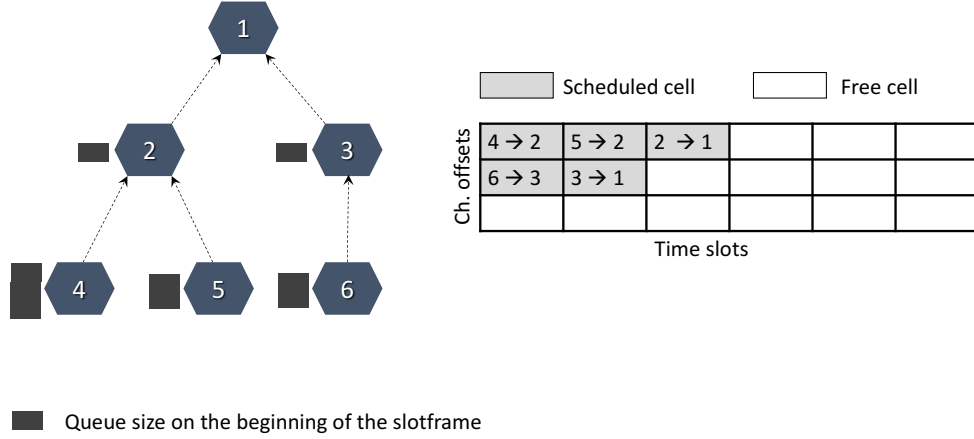 1
Scheduled cell
Free cell
2
3
4 → 2
5 → 2
2 → 1
6 → 3
3 → 1
Ch. offsets
Time slots
4
5
6
Queue size on the beginning of the slotframe